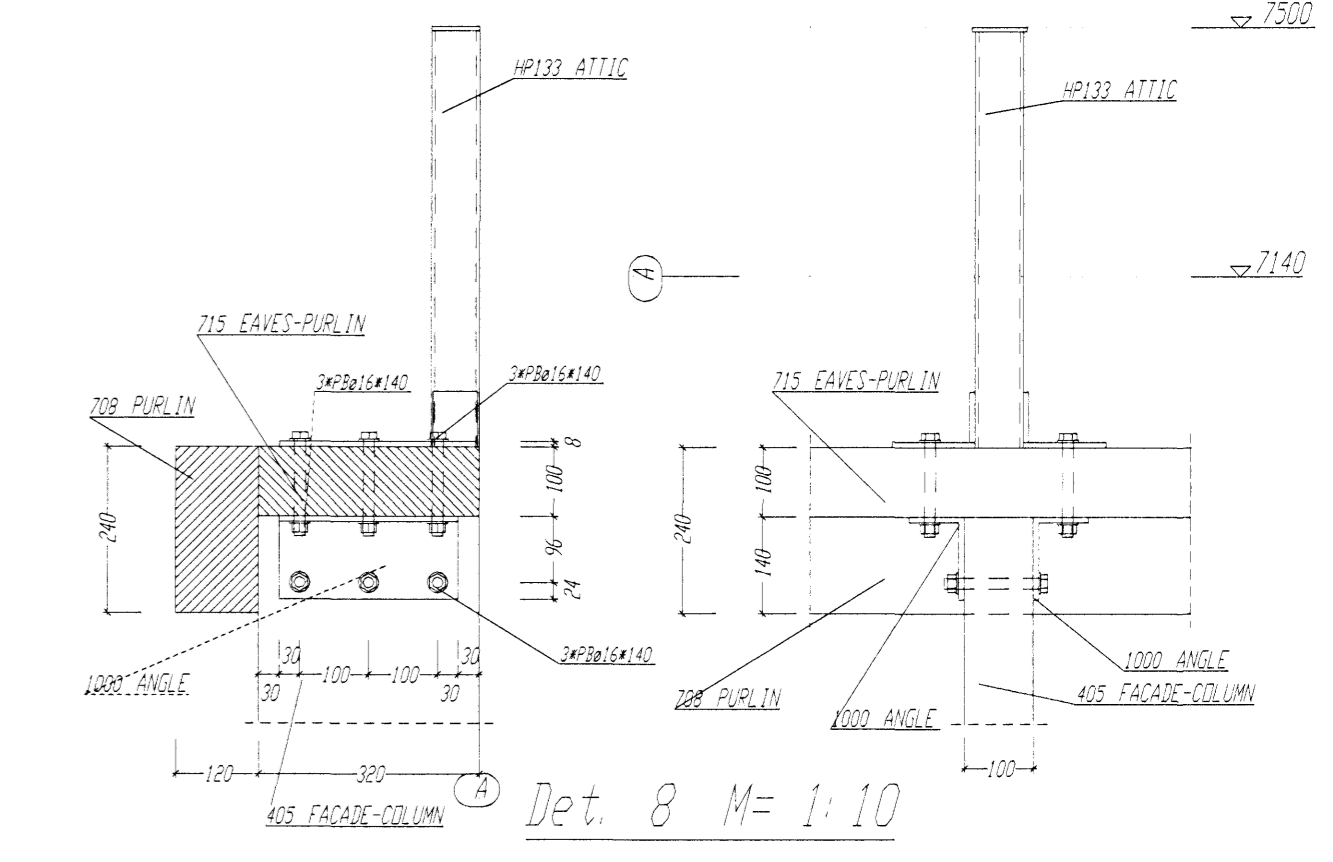 7500
HP133 ATTIC
HP133 ATTIC
A
7140
715 EAVES-PURLIN
3*PBø16*140
3*PBø16*140
715 EAVES-PURLIN
708 PURLIN
8
240
100
96
24
240
100
140
3*PBø16*140
30
100
100
30
30
30
1000 ANGLE
1000 ANGLE
405 FACADE-COLUMN
708 PURLIN
1000 ANGLE
120
320
A
100
405 FACADE-COLUMN
Det. 8 M= 1:10